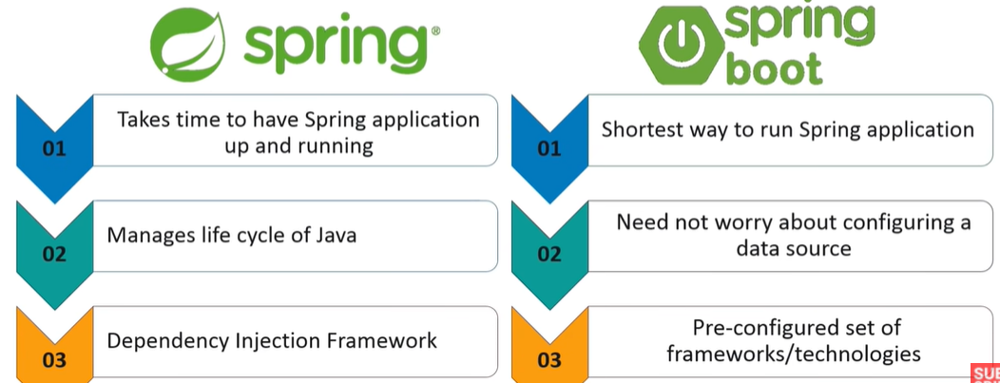 spring®
01
Takes time to have Spring application
up and running
02
Manages life cycle of Java
03
Dependency Injection Framework
spring
boot
01
Shortest way to run Spring application
02
Need not worry about configuring a
data source
03
Pre-configured set of
frameworks/technologies